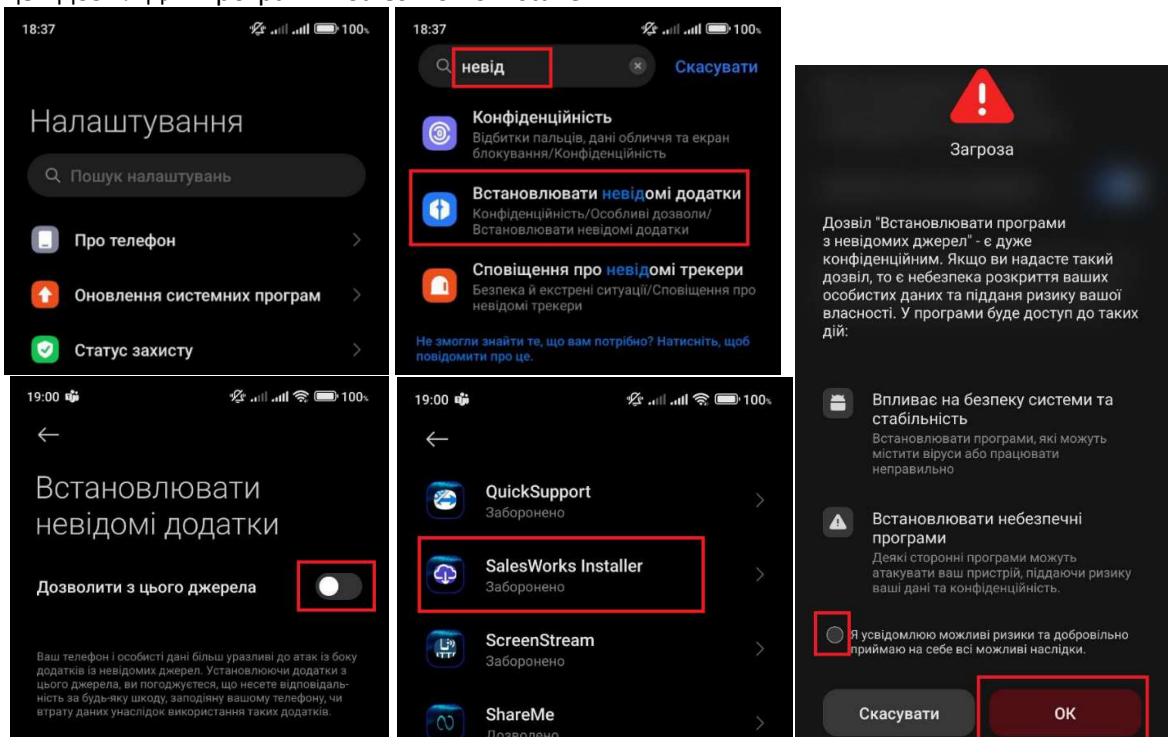 18:37
100%
Налаштування
Пошук налаштувань
Про телефон
Оновлення системних програм
Статус захисту
18:37
100%
невід
Скасувати
Конфіденційність
Відбитки пальців, дані обличчя та екран
блокування/Конфіденційність
Встановлювати невідомі додатки
Конфіденційність/Особливі дозволи/
Встановлювати невідомі додатки
Сповіщення про невідомі трекери
Безпека й екстрені ситуації/Сповіщення про
невідомі трекери
Не змогли знайти те, що вам потрібно? Натисніть, щоб
повідомити про це.
19:00
100%
Встановлювати
невідомі додатки
Дозволити з цього джерела
Ваш телефон і особисті дані більш уразливі до атак із боку
додатків із невідомих джерел. Установлюючи додатки з
цього джерела, ви погоджуєтеся, що несете відповідаль-
ність за будь-яку шкоду, заподіяну вашому телефону, чи
втрату даних унаслідок використання таких додатків.
19:00
100%
QuickSupport
Заборонено
SalesWorks Installer
Заборонено
ScreenStream
Заборонено
ShareMe
Дозволено
Загроза
Дозвіл "Встановлювати програми
з невідомих джерел" - є дуже
конфіденційним. Якщо ви надасте такий
дозвіл, то є небезпека розкриття ваших
особистих даних та підданя ризику вашої
власності. У програми буде доступ до таких
дій:
Впливає на безпеку системи та
стабільність
Встановлювати програми, які можуть
містити віруси або працювати
неправильно
Встановлювати небезпечні
програми
Деякі сторонні програми можуть
атакувати ваш пристрій, піддаючи ризику
ваші дані та конфіденційність.
Я усвідомлюю можливі ризики та добровільно
приймаю на себе всі можливі наслідки.
Скасувати
ОК